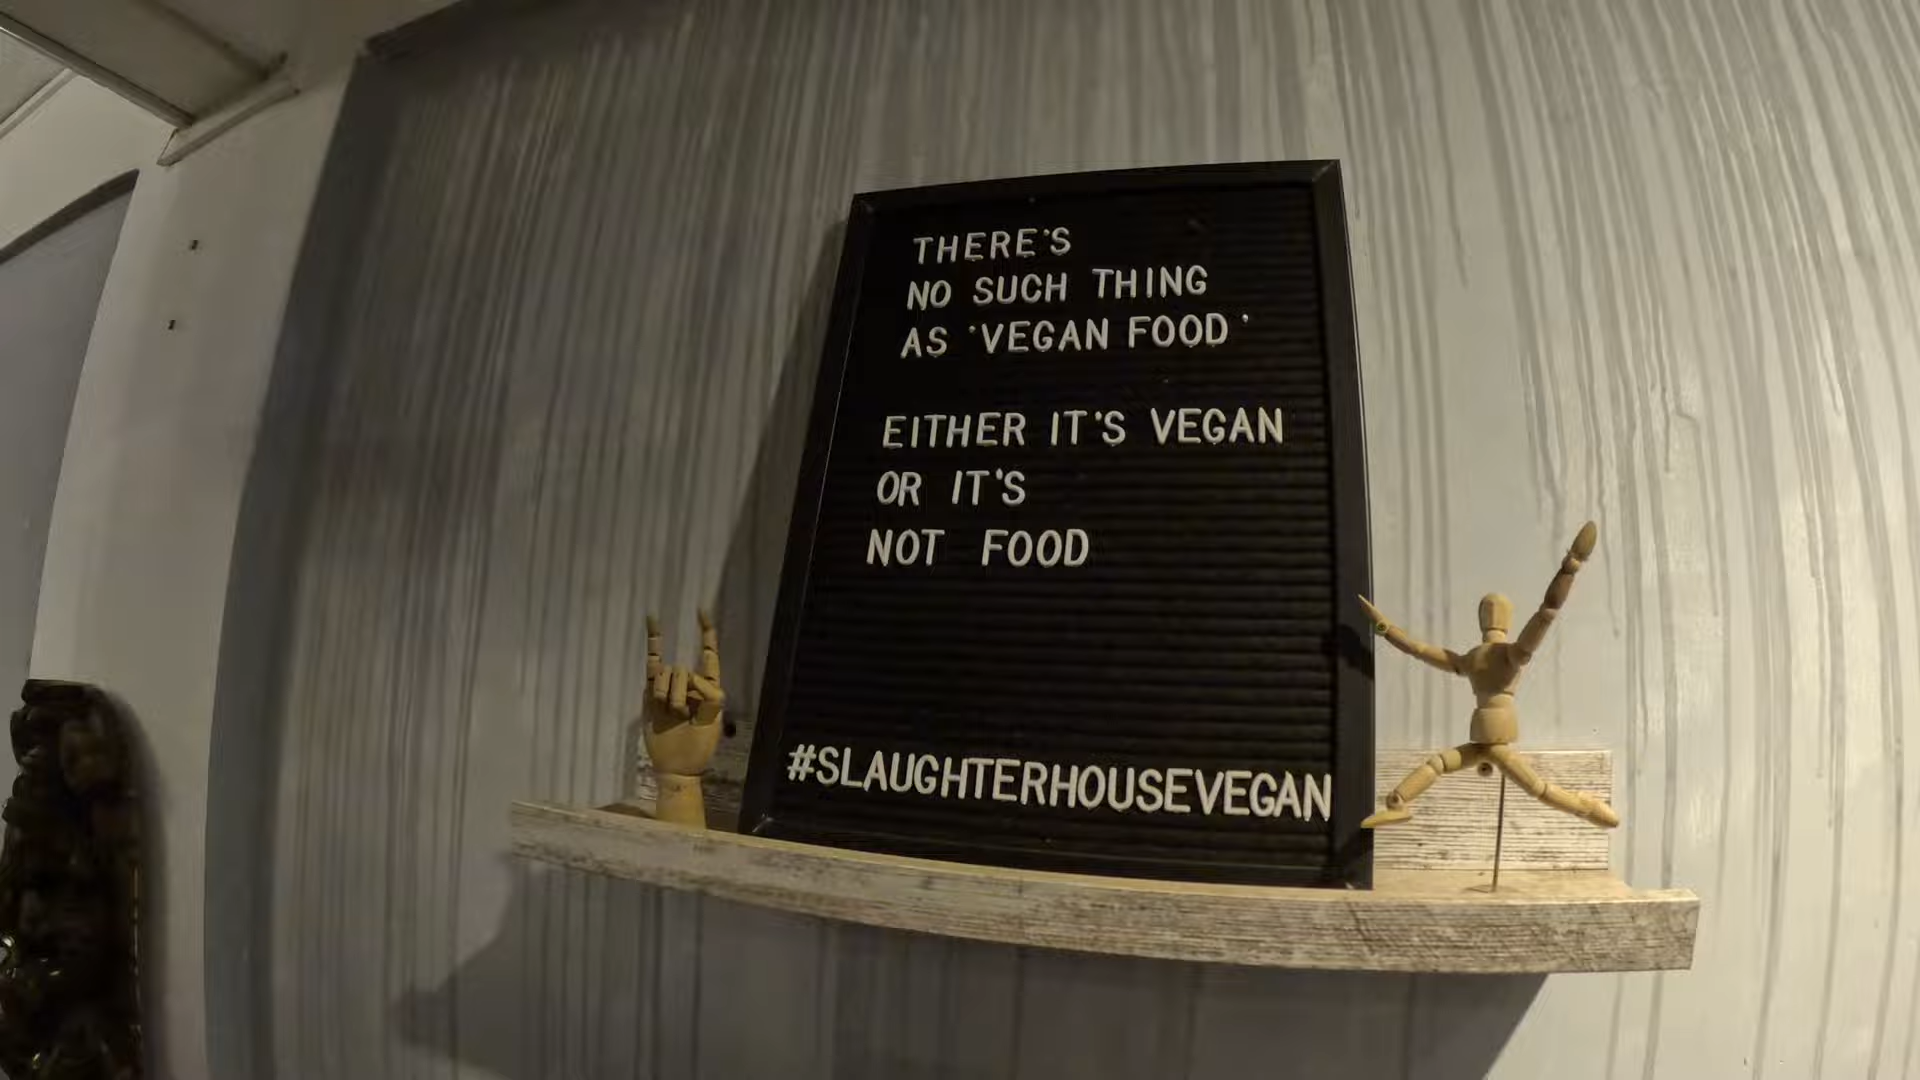 THERE'S
NO SUCH THING
AS 'VEGAN FOOD'
EITHER IT'S VEGAN
OR IT'S
NOT FOOD
#SLAUGHTERHOUSEVEGAN